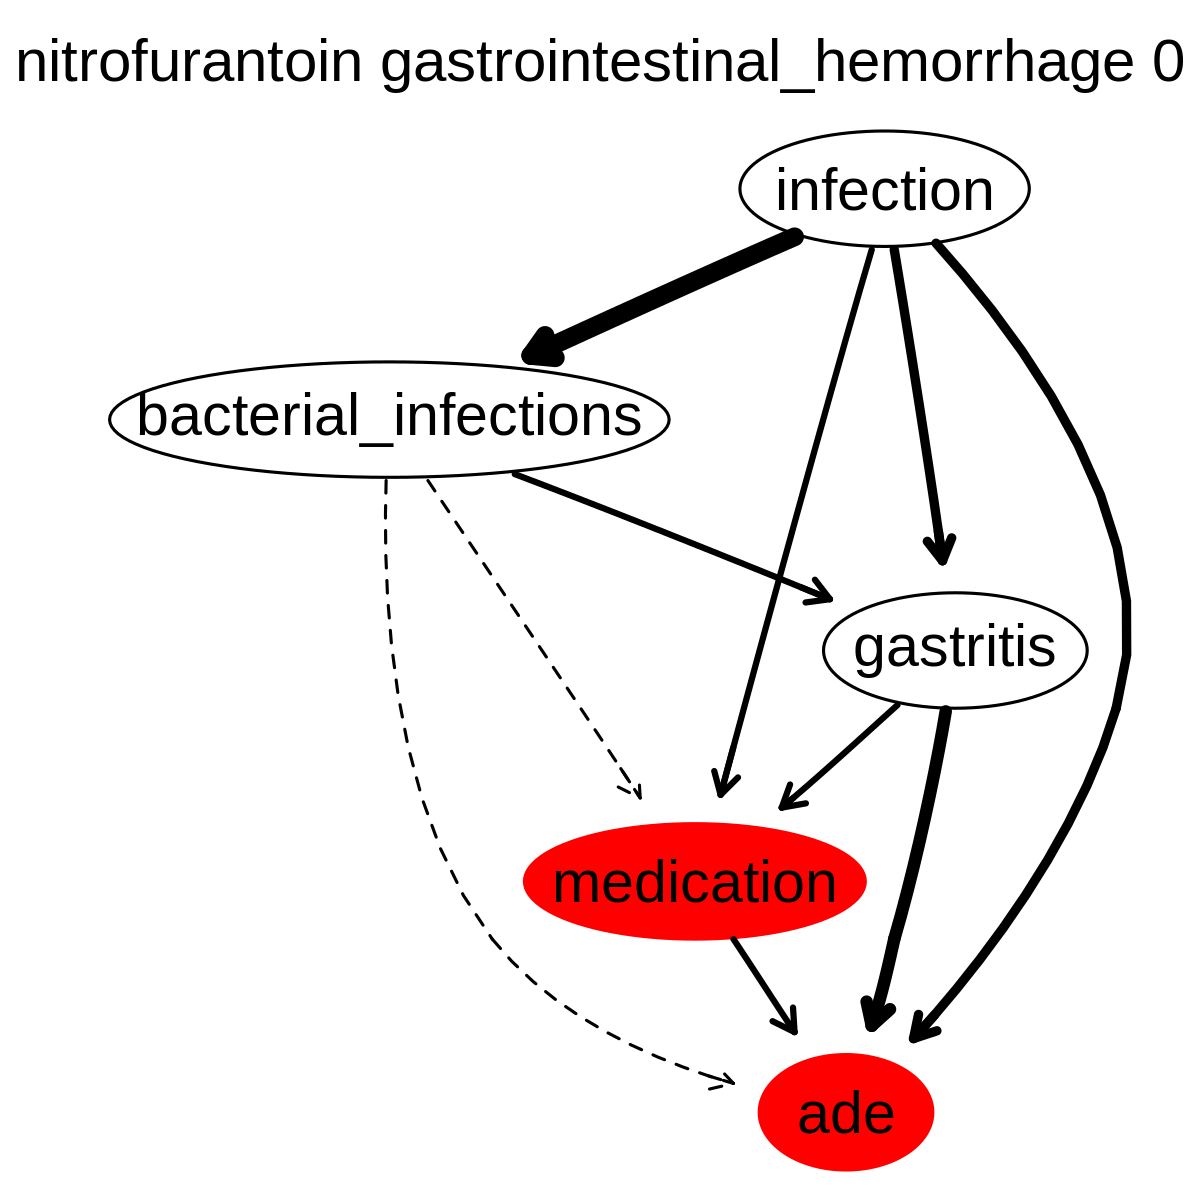 nitrofurantoin gastrointestinal_hemorrhage 0
infection
bacterial_infections
gastritis
medication
ade